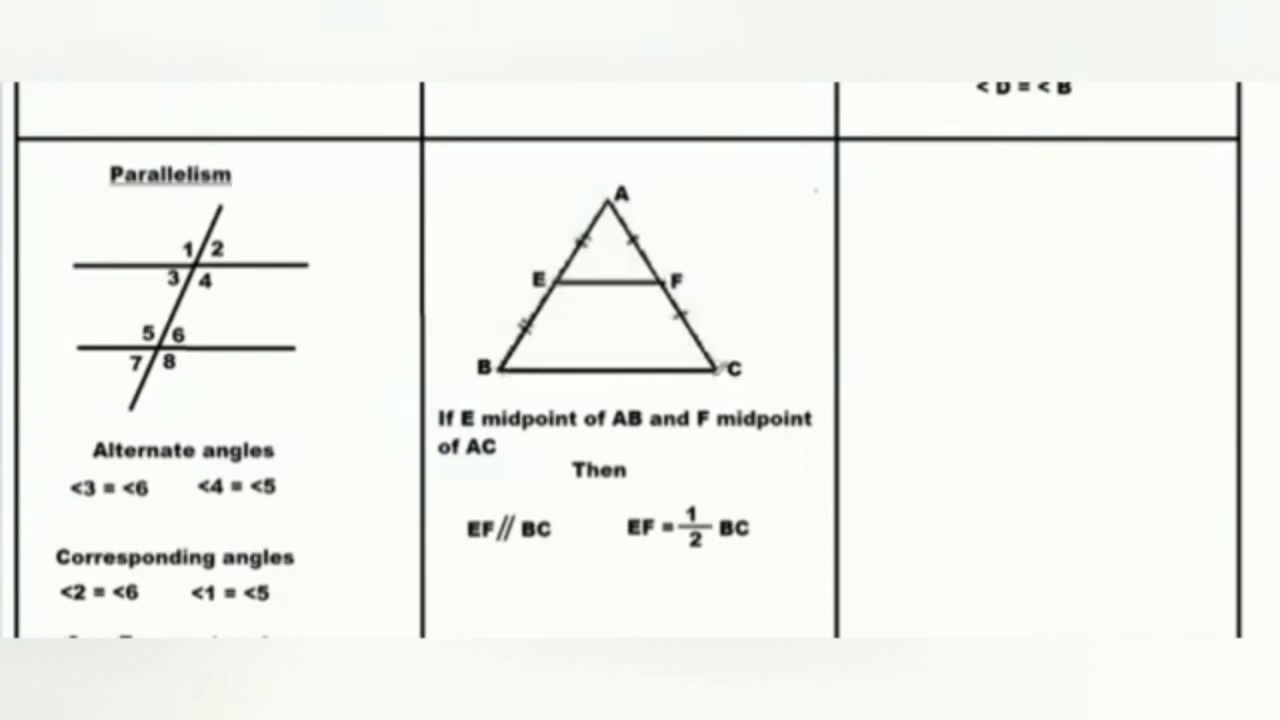 < D = < B
Parallelism
1 2
3 4
5 6
7 8
Alternate angles
<3 = <6 <4 = <5
Corresponding angles
<2 = <6 <1 = <5
A
E F
B C
If E midpoint of AB and F midpoint
of AC
Then
EF // BC EF = 1/2 BC